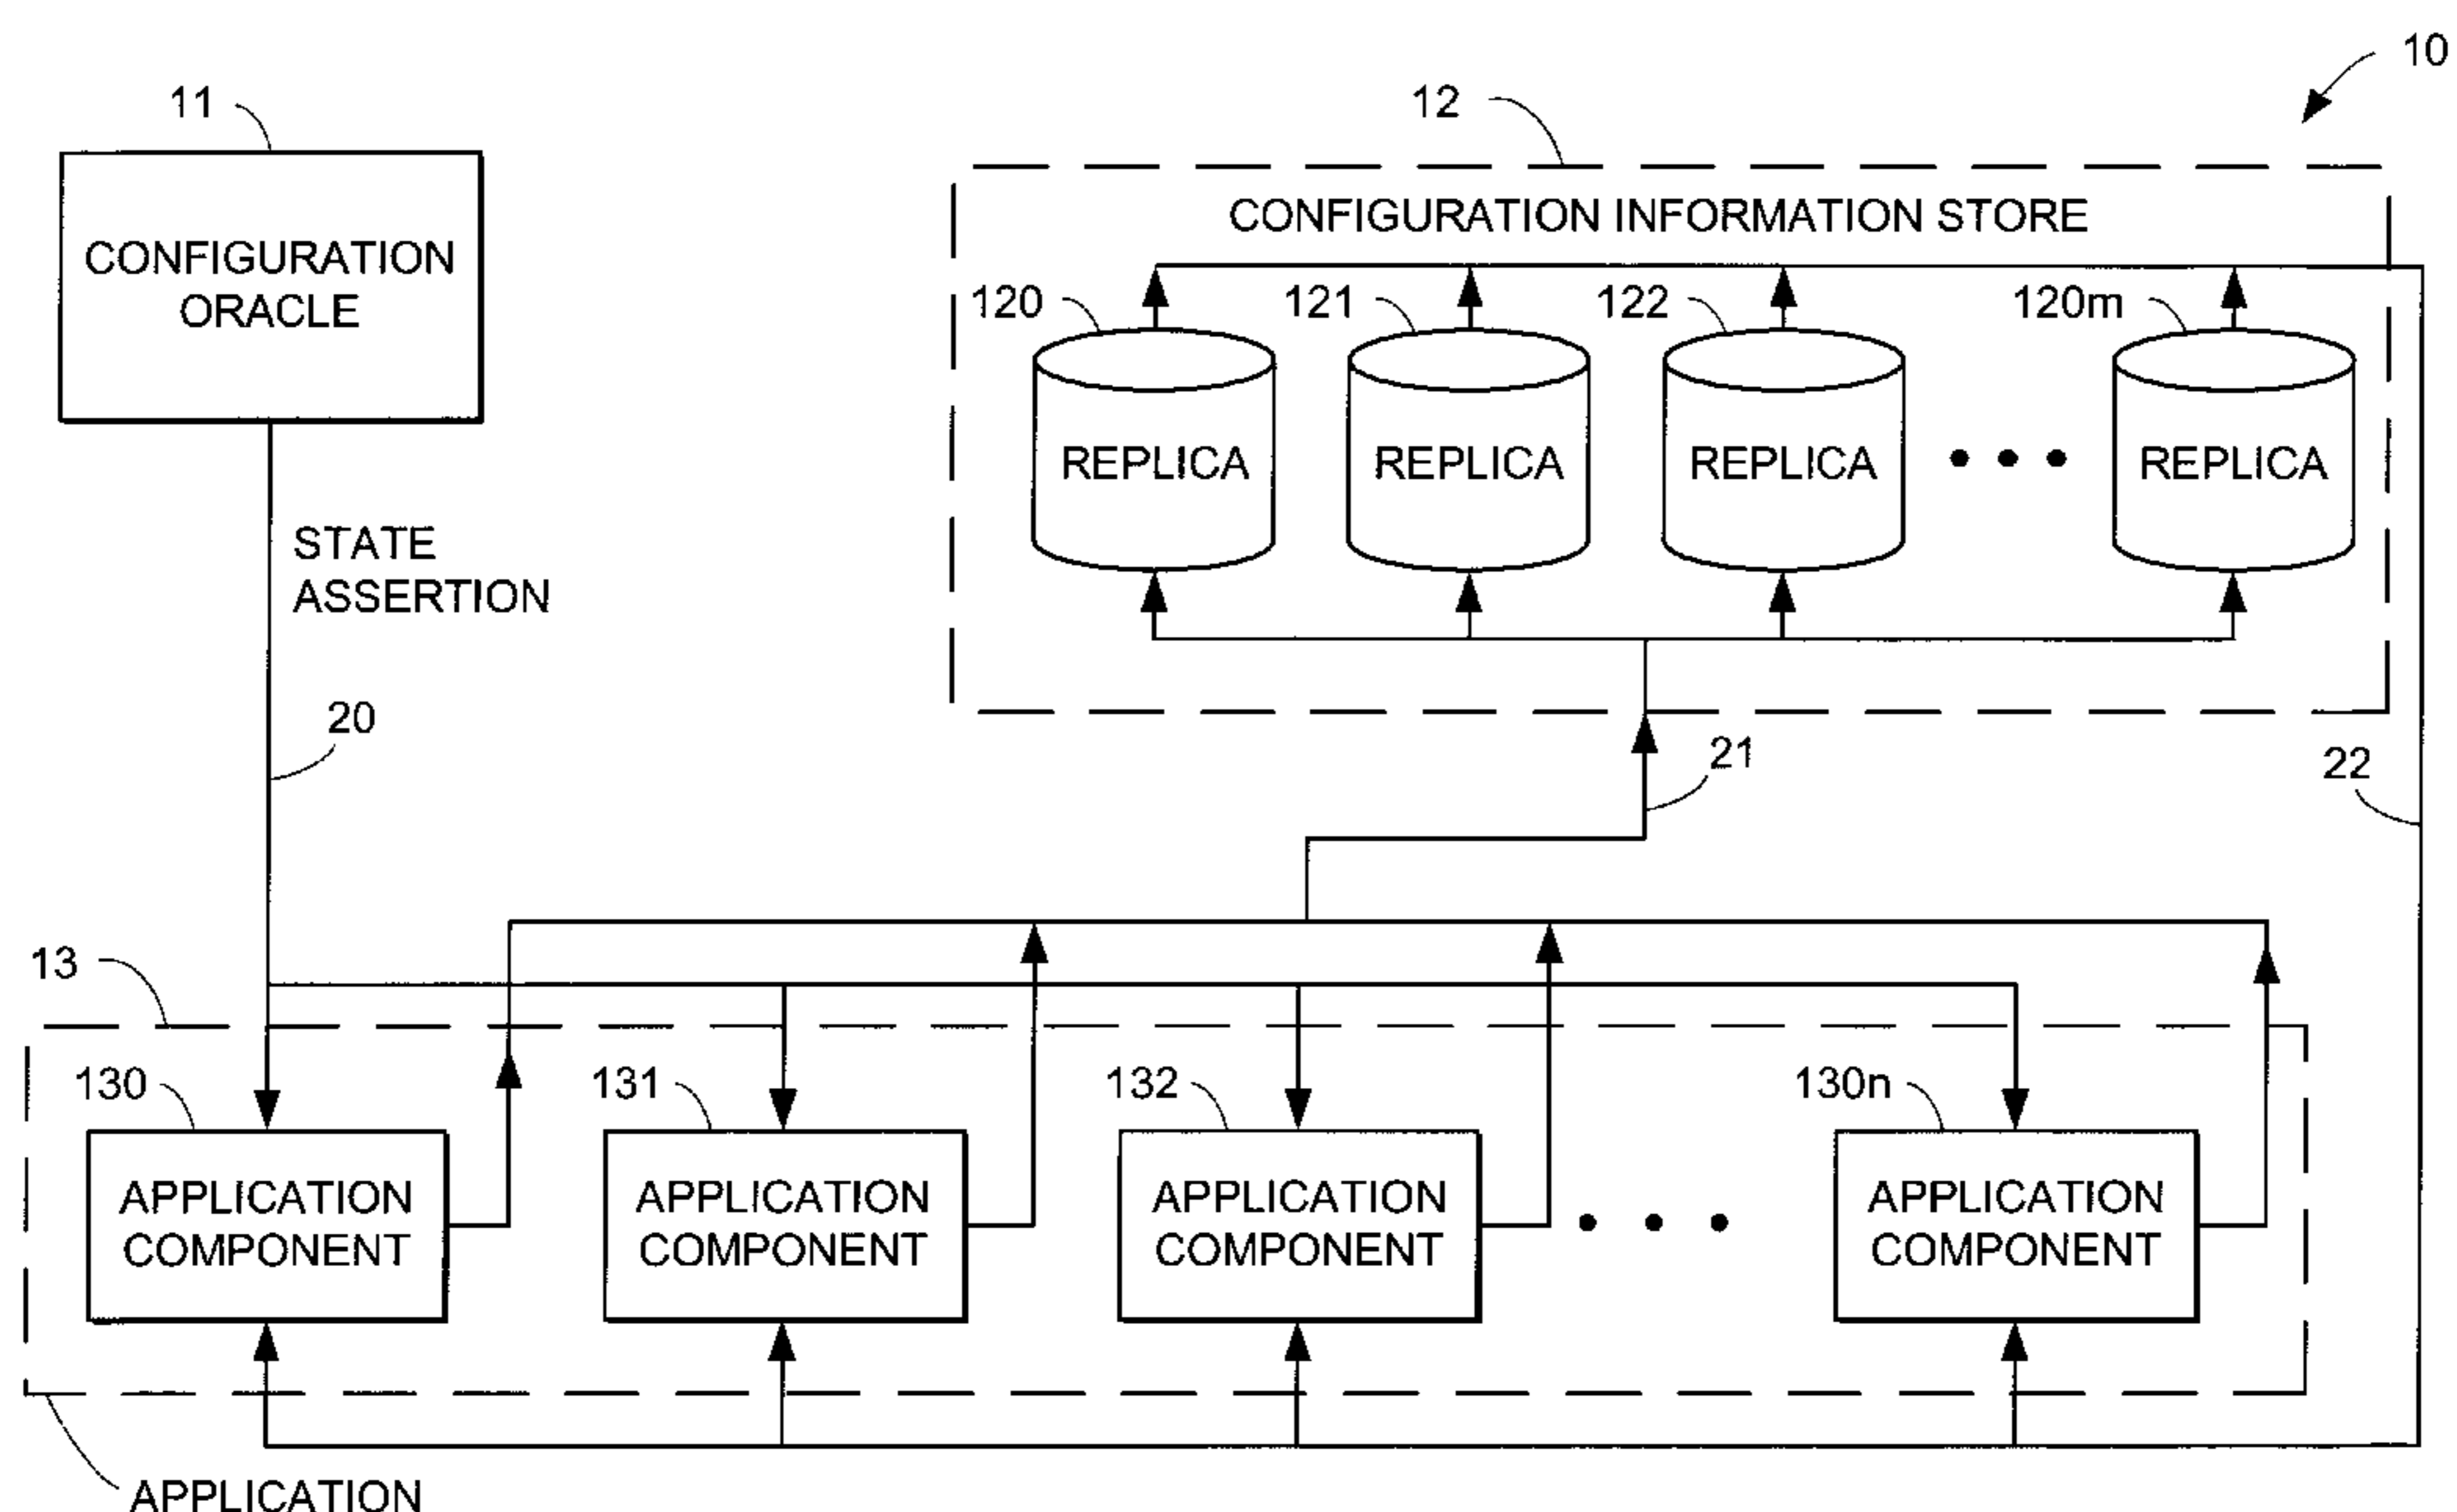 10
11
12
CONFIGURATION
ORACLE
CONFIGURATION INFORMATION STORE
120
121
122
120m
REPLICA
REPLICA
REPLICA
REPLICA
STATE
ASSERTION
20
21
22
13
130
131
132
130n
APPLICATION
COMPONENT
APPLICATION
COMPONENT
APPLICATION
COMPONENT
APPLICATION
COMPONENT
APPLICATION